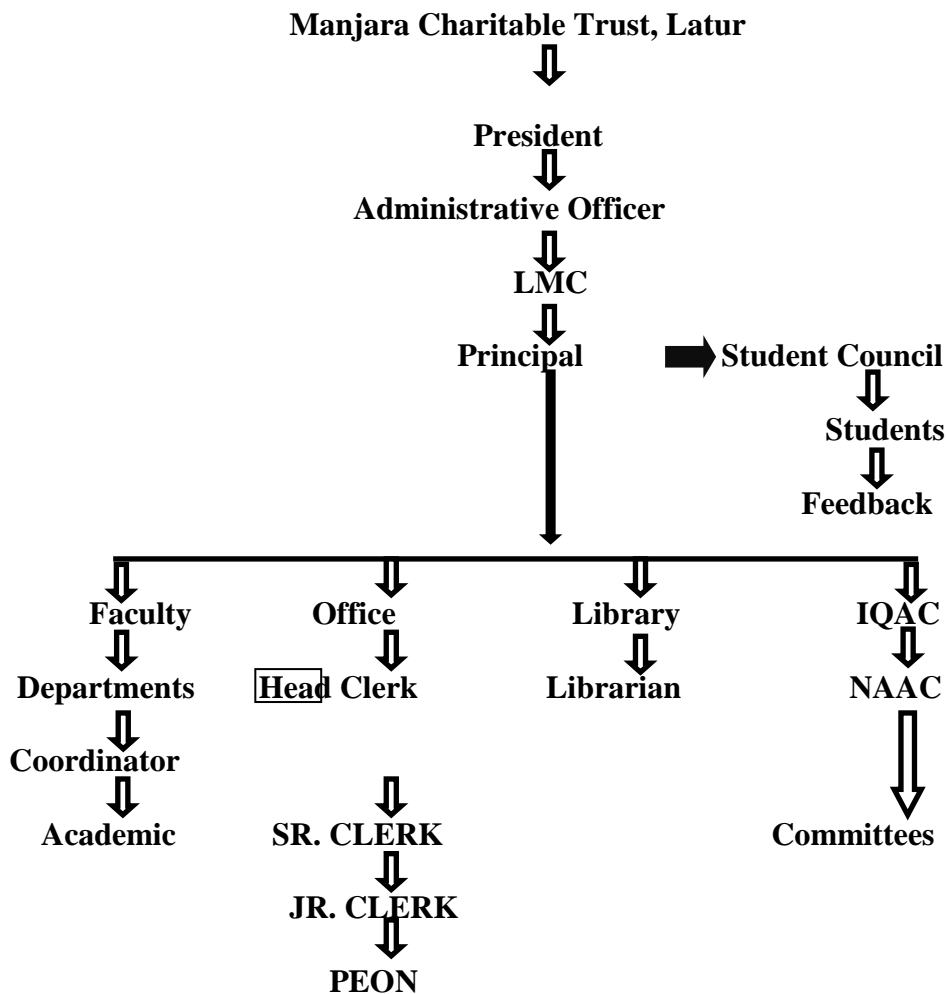 Manjara Charitable Trust, Latur
President
Administrative Officer
LMC
Principal
Student Council
Students
Feedback
Faculty
Office
Library
IQAC
Departments
Head Clerk
Librarian
NAAC
Coordinator
Academic
SR. CLERK
Committees
JR. CLERK
PEON